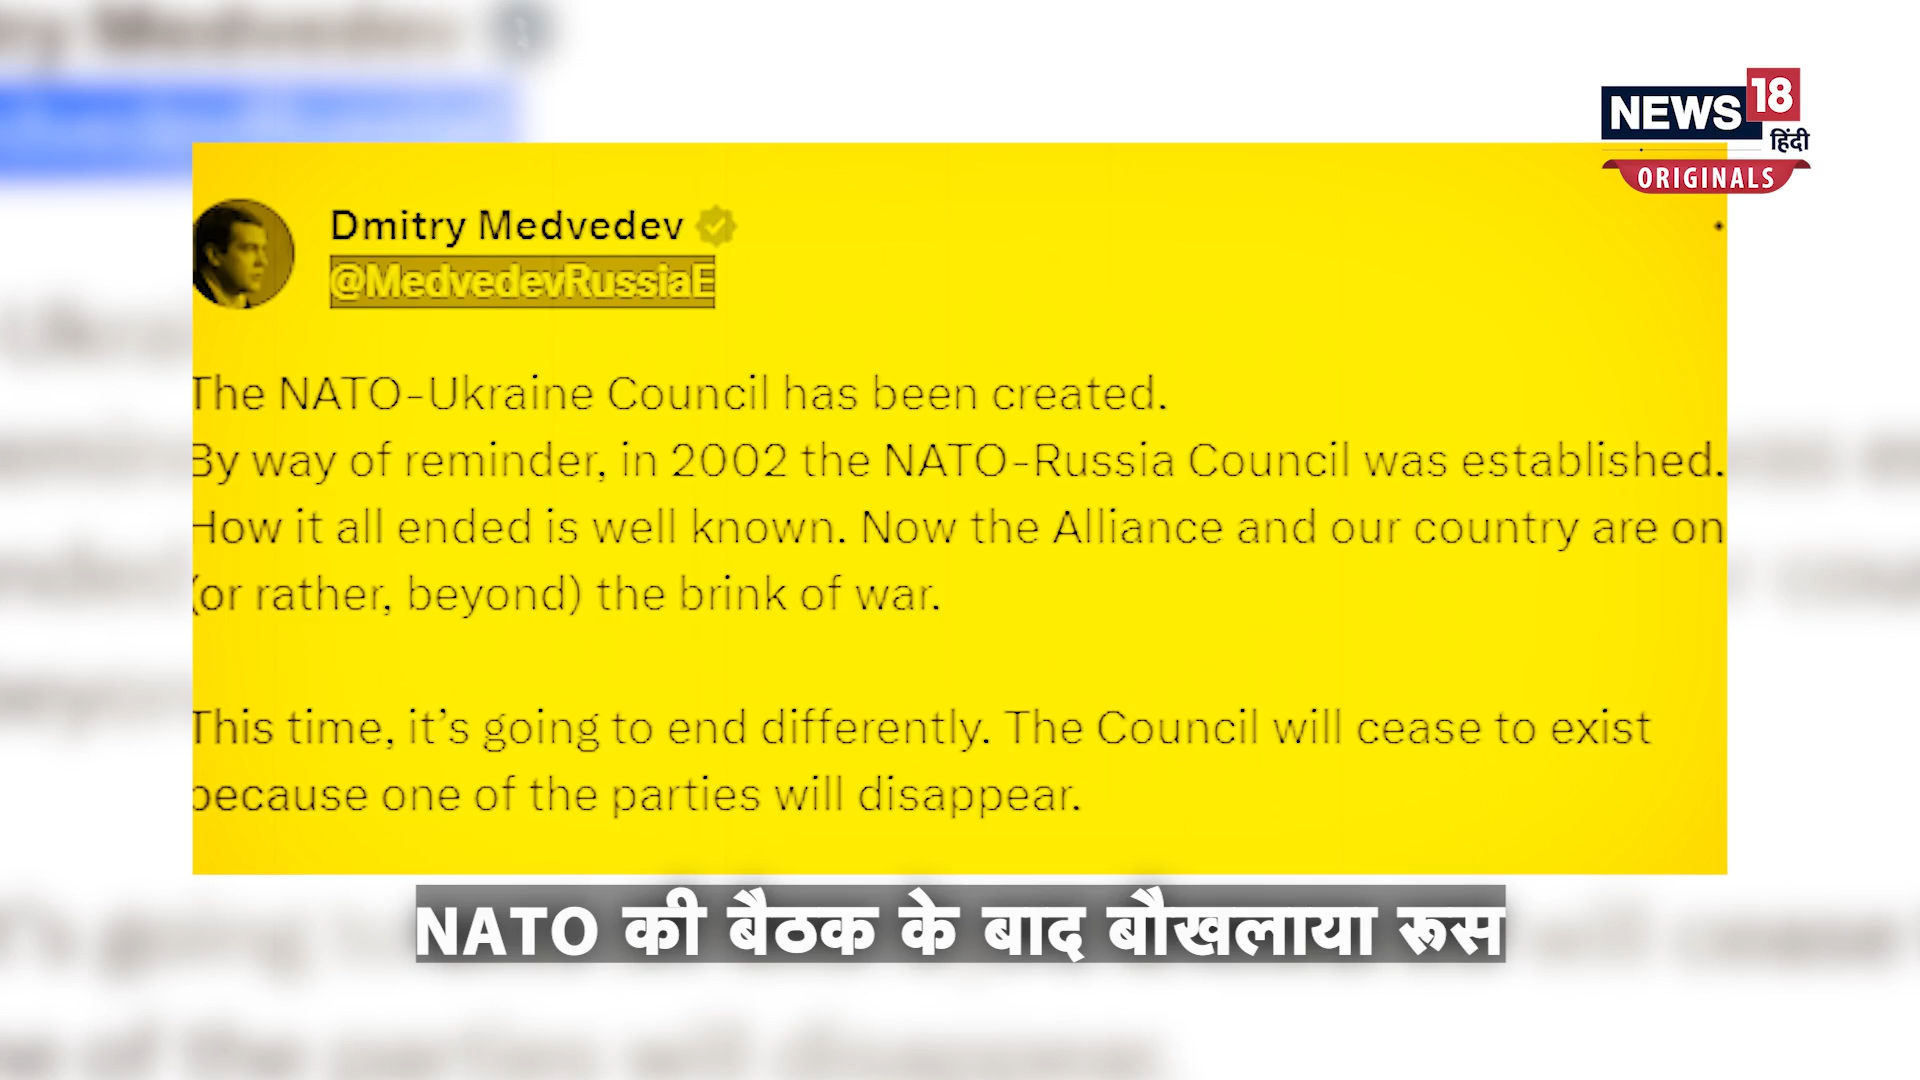 NEWS 18
हिंदी
ORIGINALS
Dmitry Medvedev
@MedvedevRussiaE
The NATO-Ukraine Council has been created.
By way of reminder, in 2002 the NATO-Russia Council was established.
How it all ended is well known. Now the Alliance and our country are on
(or rather, beyond) the brink of war.
This time, it’s going to end differently. The Council will cease to exist
because one of the parties will disappear.
NATO की बैठक के बाद बौखलाया रूस